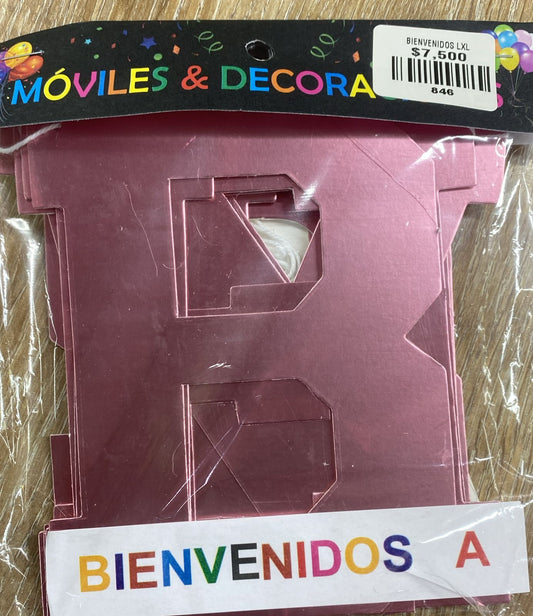 BIENVENIDOS LXL
$7,500
846
MÓVILES & DECORA
BIENVENIDOS A